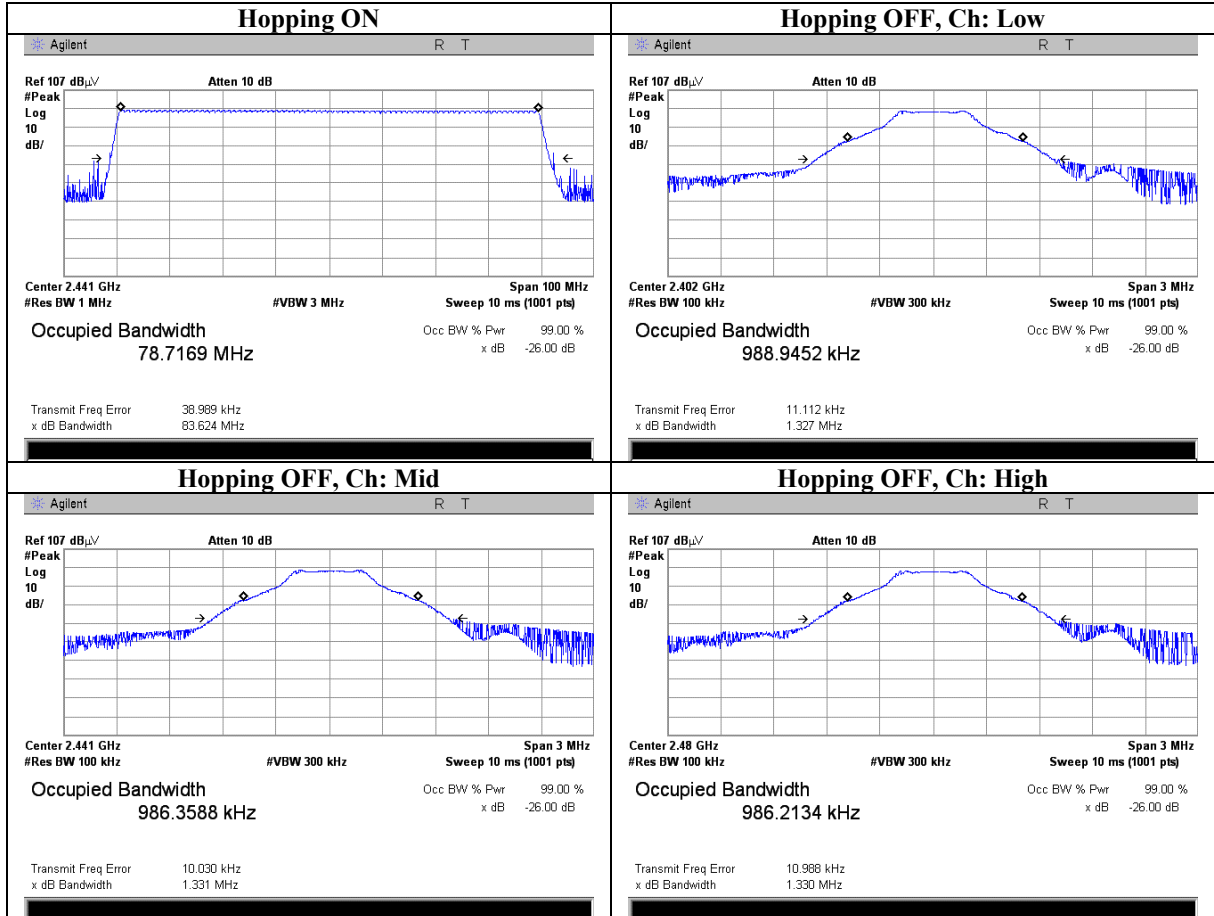 Hopping ON
Agilent R T
Ref 107 dBµV Atten 10 dB
#Peak
Log
10
dB/
Center 2.441 GHz Span 100 MHz
#Res BW 1 MHz #VBW 3 MHz Sweep 10 ms (1001 pts)
Occupied Bandwidth Occ BW % Pwr 99.00 %
78.7169 MHz x dB -26.00 dB
Transmit Freq Error 38.989 kHz
x dB Bandwidth 83.624 MHz
Hopping OFF, Ch: Low
Agilent R T
Ref 107 dBµV Atten 10 dB
#Peak
Log
10
dB/
Center 2.402 GHz Span 3 MHz
#Res BW 100 kHz #VBW 300 kHz Sweep 10 ms (1001 pts)
Occupied Bandwidth Occ BW % Pwr 99.00 %
988.9452 kHz x dB -26.00 dB
Transmit Freq Error 11.112 kHz
x dB Bandwidth 1.327 MHz
Hopping OFF, Ch: Mid
Agilent R T
Ref 107 dBµV Atten 10 dB
#Peak
Log
10
dB/
Center 2.441 GHz Span 3 MHz
#Res BW 100 kHz #VBW 300 kHz Sweep 10 ms (1001 pts)
Occupied Bandwidth Occ BW % Pwr 99.00 %
986.3588 kHz x dB -26.00 dB
Transmit Freq Error 10.030 kHz
x dB Bandwidth 1.331 MHz
Hopping OFF, Ch: High
Agilent R T
Ref 107 dBµV Atten 10 dB
#Peak
Log
10
dB/
Center 2.48 GHz Span 3 MHz
#Res BW 100 kHz #VBW 300 kHz Sweep 10 ms (1001 pts)
Occupied Bandwidth Occ BW % Pwr 99.00 %
986.2134 kHz x dB -26.00 dB
Transmit Freq Error 10.988 kHz
x dB Bandwidth 1.330 MHz